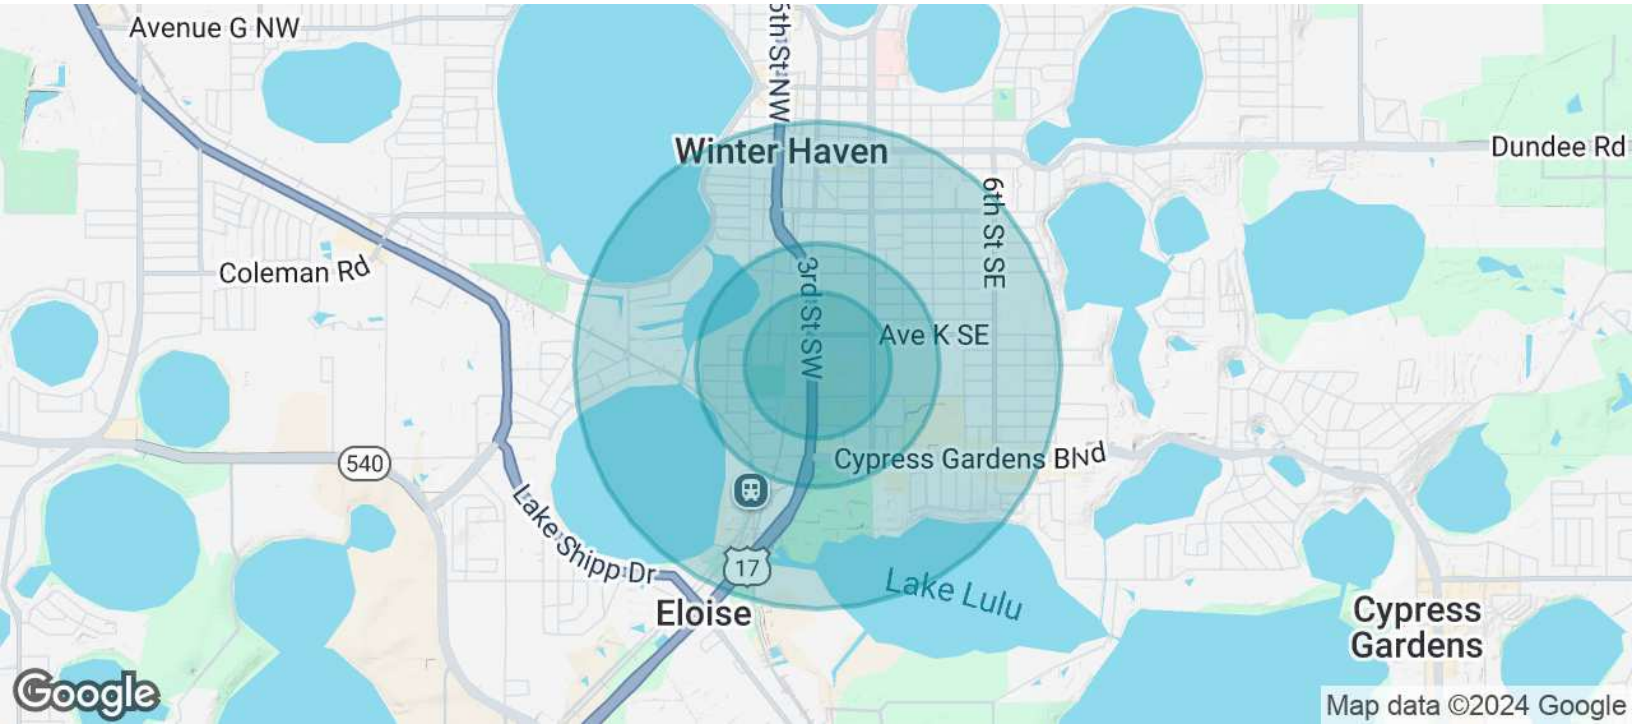 Avenue G NW
6th St NW
Winter Haven
Dundee Rd
6th St SE
Coleman Rd
3rd St SW
Ave K SE
Cypress Gardens Blvd
540
Lake Shipp Dr
17
Lake Lulu
Eloise
Cypress
Gardens
Google
Map data ©2024 Google